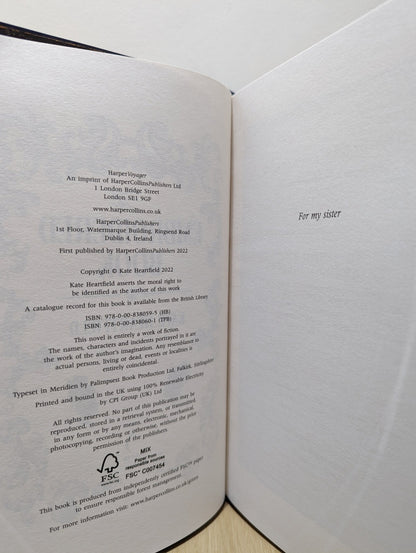 HarperVoyager
An imprint of HarperCollinsPublishers Ltd
1 London Bridge Street
London SE1 9GF
www.harpercollins.co.uk
HarperCollinsPublishers
1st Floor, Watermarque Building, Ringsend Road
Dublin 4, Ireland
First published by HarperCollinsPublishers 2022
1
Copyright © Kate Heartfield 2022
Kate Heartfield asserts the moral right
to be identified as the author of this work
A catalogue record for this book is available from the British Library
ISBN: 978-0-00-838059-5 (HB)
ISBN: 978-0-00-838060-1 (TPB)
This novel is entirely a work of fiction.
The names, characters and incidents portrayed in it are
the work of the author's imagination. Any resemblance to
actual persons, living or dead, events or localities is
entirely coincidental.
Typeset in Meridien by Palimpsest Book Production Ltd, Falkirk, Stirlingshire
Printed and bound in the UK using 100% Renewable Electricity
by CPI Group (UK) Ltd
All rights reserved. No part of this publication may be
reproduced, stored in a retrieval system, or transmitted,
in any form or by any means, electronic, mechanical,
photocopying, recording or otherwise, without the prior
permission of the publishers.
FSC
www.fsc.org
MIX
Paper from
responsible sources
FSC™ C007454
This book is produced from independently certified FSC™ paper
to ensure responsible forest management.
For more information visit: www.harpercollins.co.uk/green
For my sister